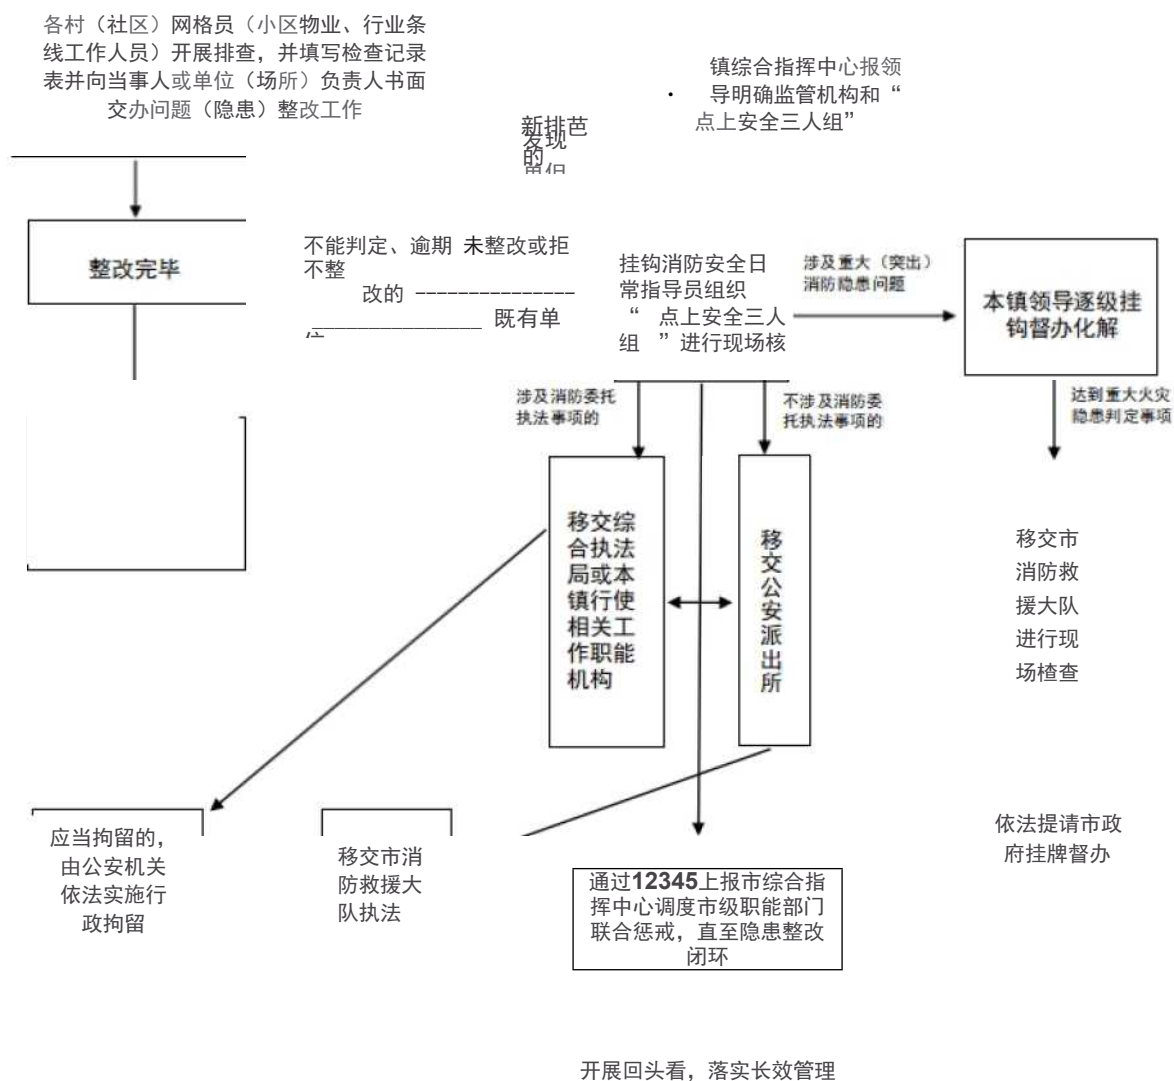 各村（社区）网格员（小区物业、行业条
线工作人员）开展排查，并填写检查记录
表并向当事人或单位（场所）负责人书面
交办问题（隐患）整改工作
镇综合指挥中心报领
· 导明确监管机构和“
点上安全三人组”
新排芭
发现
的
整改完毕
不能判定、逾期 未整改或拒
不整
改的 ----------------
________________ 既有单
挂钩消防安全日
常指导员组织
“ 点上安全三人
组 ”进行现场核
涉及重大（突出）
消防隐患问题
本镇领导逐级挂
钩督办化解
涉及消防委托
执法事项的
不涉及消防委
托执法事项的
达到重大火灾
隐患判定事项
移交综
合执法
局或本
镇行使
相关工
作职能
机构
移
交
公
安
派
出
所
移交市
消防救
援大队
进行现
场楂查
应当拘留的，
由公安机关
依法实施行
政拘留
移交市消
防救援大
队执法
通过12345上报市综合指
挥中心调度市级职能部门
联合惩戒，直至隐患整改
闭环
依法提请市政
府挂牌督办
开展回头看，落实长效管理